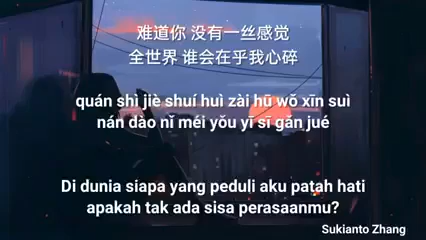 难道你 没有一丝感觉
全世界 谁会在乎我心碎
quán shì jiè shuí huì zài hū wǒ xīn suì
nán dào nǐ méi yǒu yī sī gǎn jué
Di dunia siapa yang peduli aku patah hati
apakah tak ada sisa perasaanmu?
Sukianto Zhang